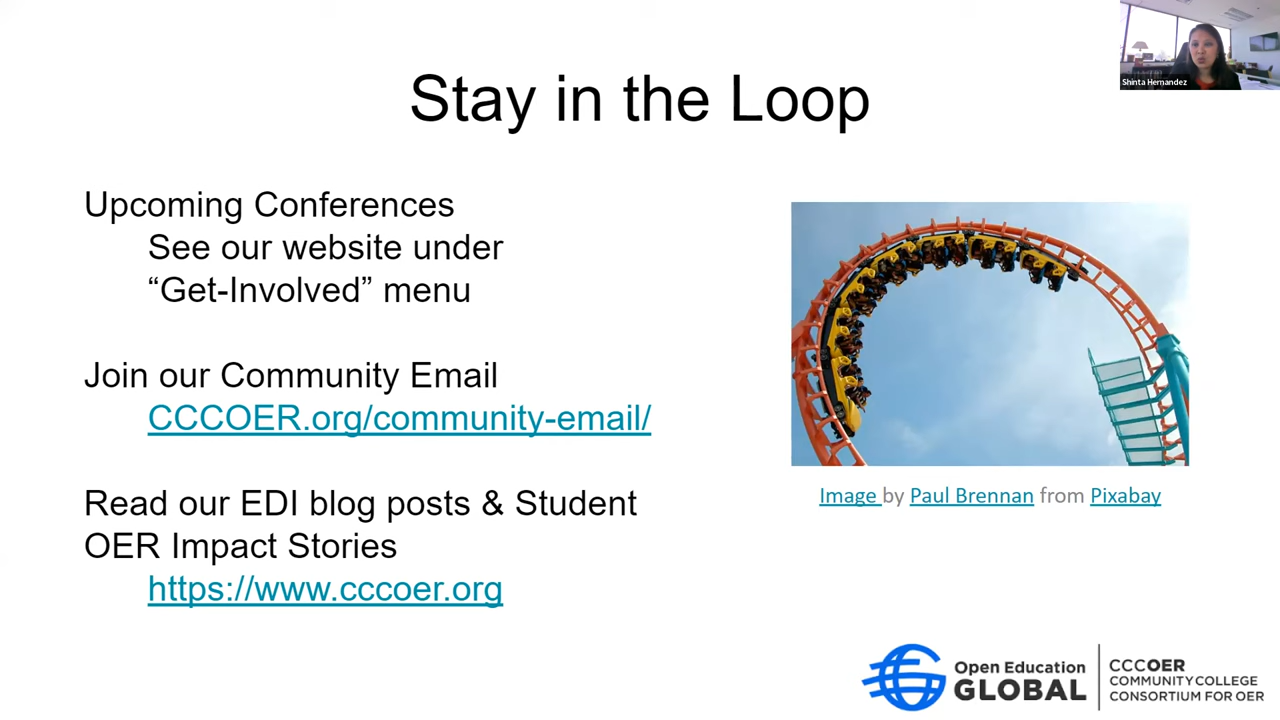 Shinta Hernandez
Stay in the Loop
Upcoming Conferences
See our website under
“Get-Involved” menu
Join our Community Email
CCCOER.org/community-email/
Read our EDI blog posts & Student
OER Impact Stories
https://www.cccoer.org
Image by Paul Brennan from Pixabay
Open Education
GLOBAL
CCCOER
COMMUNITY COLLEGE
CONSORTIUM FOR OER